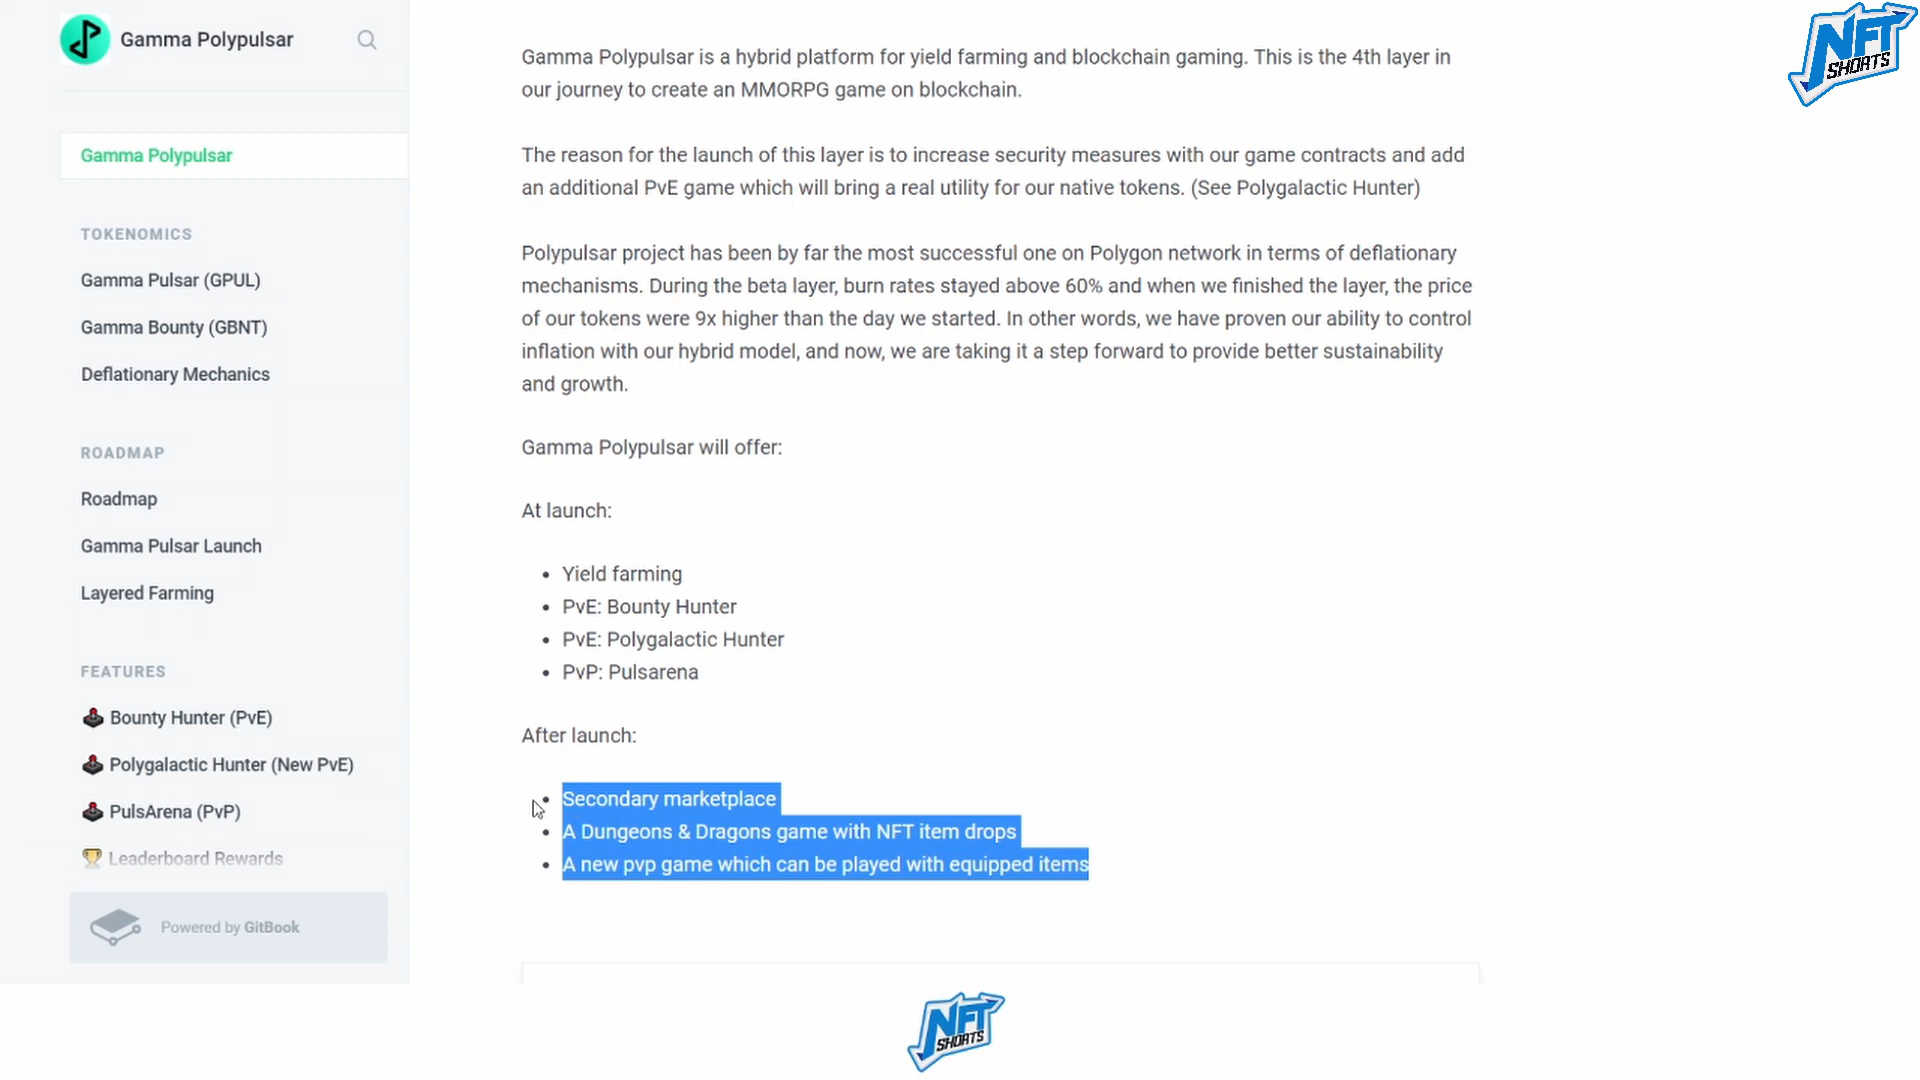 Gamma Polypulsar
Gamma Polypulsar
TOKENOMICS
Gamma Pulsar (GPUL)
Gamma Bounty (GBNT)
Deflationary Mechanics
ROADMAP
Roadmap
Gamma Pulsar Launch
Layered Farming
FEATURES
Bounty Hunter (PvE)
Polygalactic Hunter (New PvE)
PulsArena (PvP)
Leaderboard Rewards
Powered by GitBook
Gamma Polypulsar is a hybrid platform for yield farming and blockchain gaming. This is the 4th layer in
our journey to create an MMORPG game on blockchain.
The reason for the launch of this layer is to increase security measures with our game contracts and add
an additional PvE game which will bring a real utility for our native tokens. (See Polygalactic Hunter)
Polypulsar project has been by far the most successful one on Polygon network in terms of deflationary
mechanisms. During the beta layer, burn rates stayed above 60% and when we finished the layer, the price
of our tokens were 9x higher than the day we started. In other words, we have proven our ability to control
inflation with our hybrid model, and now, we are taking it a step forward to provide better sustainability
and growth.
Gamma Polypulsar will offer:
At launch:
• Yield farming
• PvE: Bounty Hunter
• PvE: Polygalactic Hunter
• PvP: Pulsarena
After launch:
• Secondary marketplace
• A Dungeons & Dragons game with NFT item drops
• A new pvp game which can be played with equipped items
NFT
SHORTS
NFT
SHORTS